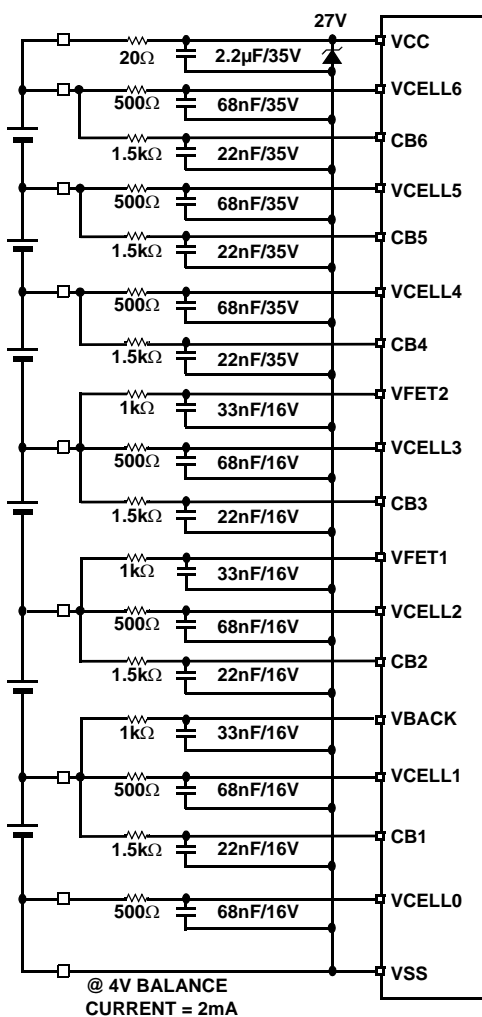 27V
VCC
20Ω 2.2µF/35V
VCELL6
500Ω 68nF/35V
CB6
1.5kΩ 22nF/35V
VCELL5
500Ω 68nF/35V
CB5
1.5kΩ 22nF/35V
VCELL4
500Ω 68nF/35V
CB4
1.5kΩ 22nF/35V
VFET2
1kΩ 33nF/16V
VCELL3
500Ω 68nF/16V
CB3
1.5kΩ 22nF/16V
VFET1
1kΩ 33nF/16V
VCELL2
500Ω 68nF/16V
CB2
1.5kΩ 22nF/16V
VBACK
1kΩ 33nF/16V
VCELL1
500Ω 68nF/16V
CB1
1.5kΩ 22nF/16V
VCELL0
500Ω 68nF/16V
VSS
@ 4V BALANCE
CURRENT = 2mA